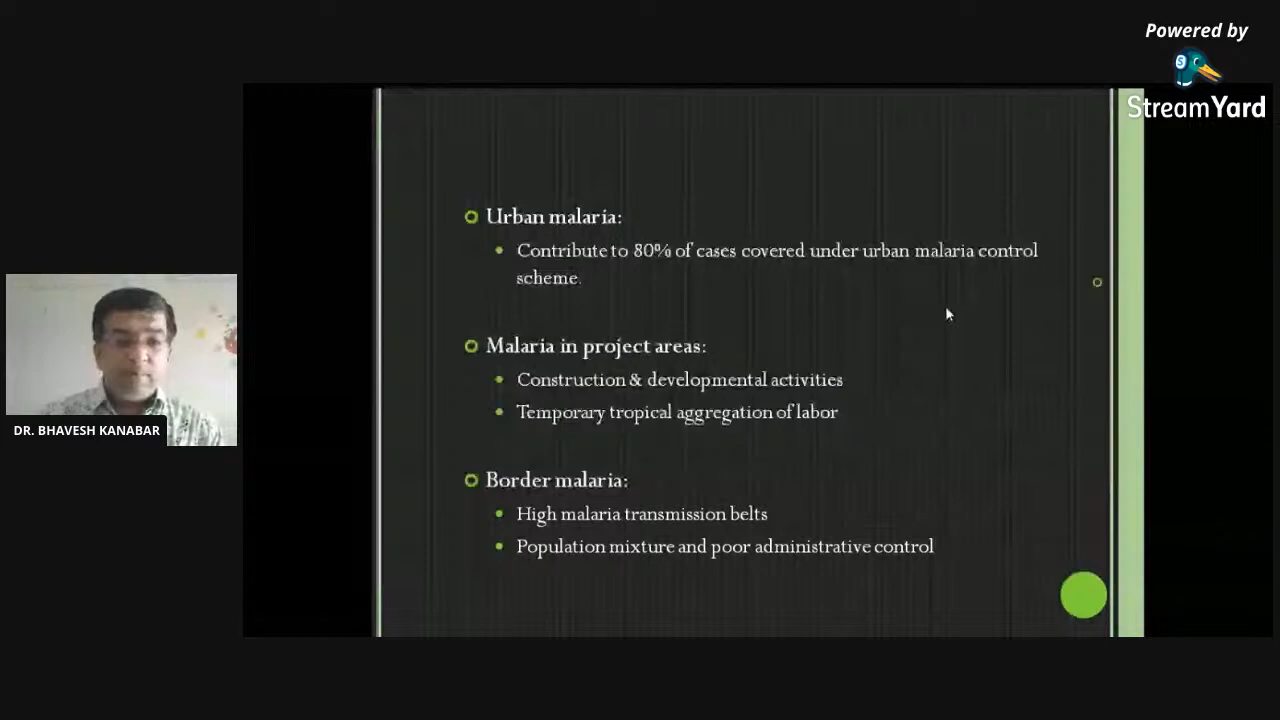 Powered by
StreamYard
Urban malaria:
Contribute to 80% of cases covered under urban malaria control
scheme.
Malaria in project areas:
Construction & developmental activities
Temporary tropical aggregation of labor
Border malaria:
High malaria transmission belts
Population mixture and poor administrative control
DR. BHAVESH KANABAR